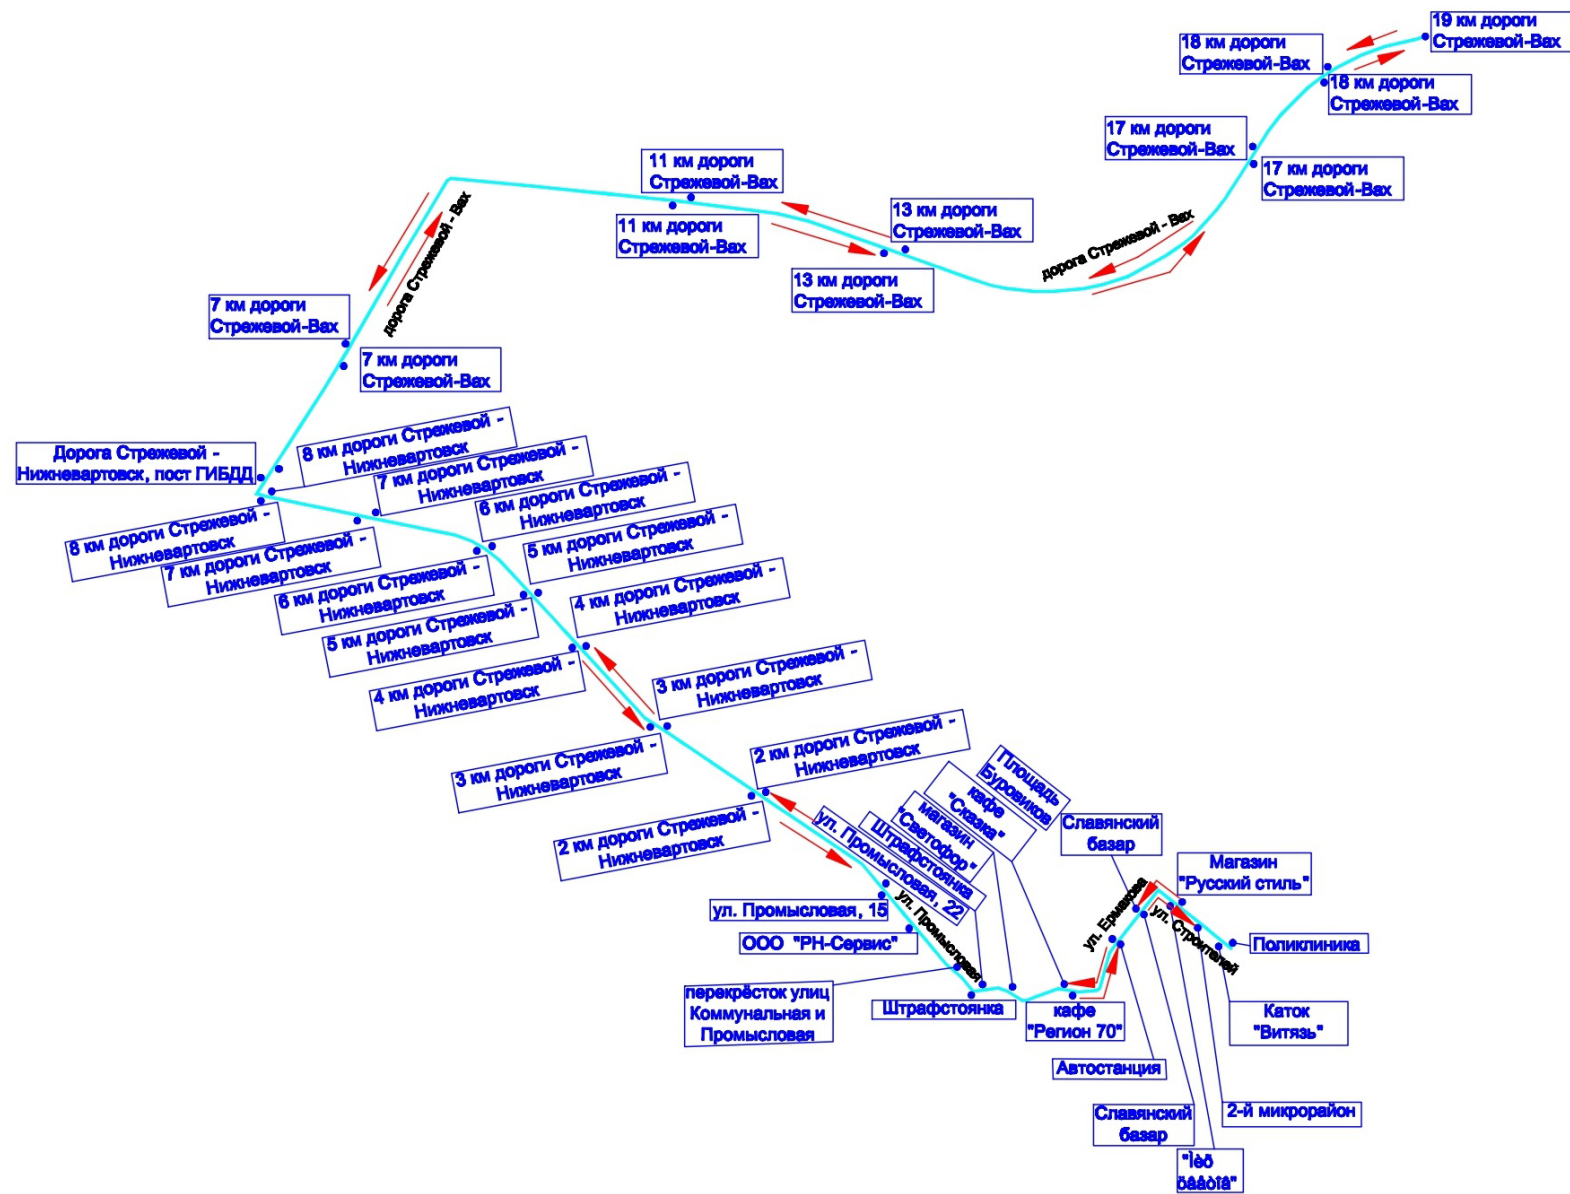 19 км дороги
Стрежевой-Вах
18 км дороги
Стрежевой-Вах
18 км дороги
Стрежевой-Вах
17 км дороги
Стрежевой-Вах
17 км дороги
Стрежевой-Вах
11 км дороги
Стрежевой-Вах
11 км дороги
Стрежевой-Вах
13 км дороги
Стрежевой-Вах
13 км дороги
Стрежевой-Вах
дорога Стрежевой - Вах
дорога Стрежевой - Вах
7 км дороги
Стрежевой-Вах
7 км дороги
Стрежевой-Вах
Дорога Стрежевой -
Нижневартовск, пост ГИБДД
8 км дороги Стрежевой -
Нижневартовск
7 км дороги Стрежевой -
Нижневартовск
6 км дороги Стрежевой -
Нижневартовск
5 км дороги Стрежевой -
Нижневартовск
4 км дороги Стрежевой -
Нижневартовск
3 км дороги Стрежевой -
Нижневартовск
2 км дороги Стрежевой -
Нижневартовск
8 км дороги Стрежевой -
Нижневартовск
7 км дороги Стрежевой -
Нижневартовск
6 км дороги Стрежевой -
Нижневартовск
5 км дороги Стрежевой -
Нижневартовск
4 км дороги Стрежевой -
Нижневартовск
3 км дороги Стрежевой -
Нижневартовск
2 км дороги Стрежевой -
Нижневартовск
Площадь
Буровиков
кафе
"Сказка"
магазин
"Светофор"
Штрафстоянка
ул. Промысловая, 22
ул. Промысловая
Славянский
базар
Магазин
"Русский стиль"
ул. Ермакова
ул. Строителей
Поликлиника
ул. Промысловая, 15
ООО "РН-Сервис"
перекрёсток улиц
Коммунальная и
Промысловая
Штрафстоянка
кафе
"Регион 70"
Автостанция
Каток
"Витязь"
Славянский
базар
2-й микрорайон
"Ìèð
öâåòîâ"